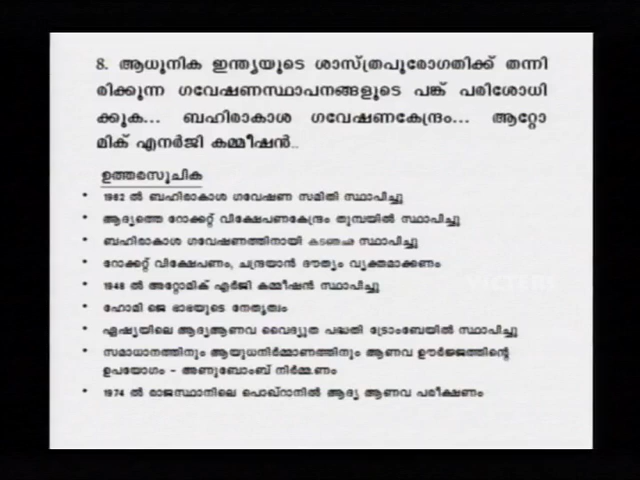 8. ആധുനിക ഇന്ത്യയുടെ ശാസ്ത്രപുരോഗതിക്ക് തന്നി
രിക്കുന്ന ഗവേഷണസ്ഥാപനങ്ങളുടെ പങ്ക് പരിശോധി
ക്കുക... ബഹിരാകാശ ഗവേഷണകേന്ദ്രം... ആറ്റോ
മിക് എനർജി കമ്മീഷൻ..
ഉത്തരസൂചിക
• 1962 ൽ ബഹിരാകാശ ഗവേഷണ സമിതി സ്ഥാപിച്ചു
• ആദ്യത്തെ റോക്കറ്റ് വിക്ഷേപണകേന്ദ്രം തുമ്പയിൽ സ്ഥാപിച്ചു
• ബഹിരാകാശ ഗവേഷണത്തിനായി സ്ഥാപിച്ചു
• റോക്കറ്റ് വിക്ഷേപണം, ചന്ദ്രയാൻ ദൗത്യം വ്യക്തമാക്കണം
• 1948 ൽ അറ്റോമിക് എർജി കമ്മീഷൻ സ്ഥാപിച്ചു
VICTERS
• ഹോമി ജെ ഭാഭയുടെ നേതൃത്വം
• ഏഷ്യയിലെ ആദ്യആണവ വൈദ്യുത പദ്ധതി ട്രോംബേയിൽ സ്ഥാപിച്ചു
• സമാധാനത്തിനും ആയുധനിർമ്മാണത്തിനും ആണവ ഊർജ്ജത്തിന്റെ
ഉപയോഗം - അണുബോംബ് നിർമ്മ‌ണം
• 1974 ൽ രാജസ്ഥാനിലെ പൊഖ്റാനിൽ ആദ്യ ആണവ പരീക്ഷണം